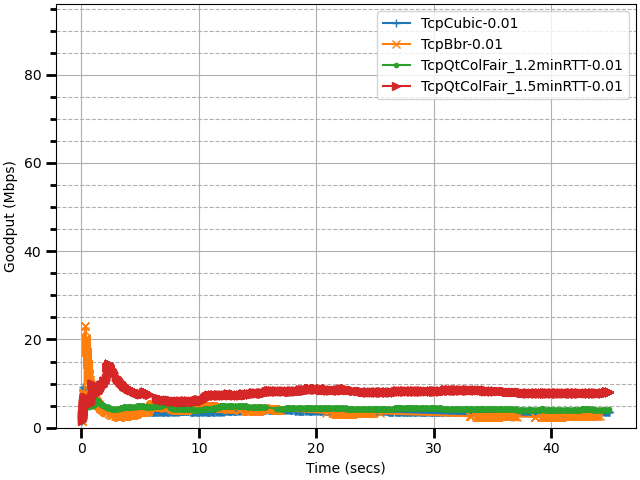 TcpCubic-0.01
TcpBbr-0.01
TcpQtColFair_1.2minRTT-0.01
TcpQtColFair_1.5minRTT-0.01
Goodput (Mbps)
80
60
40
20
0
0 10 20 30 40
Time (secs)